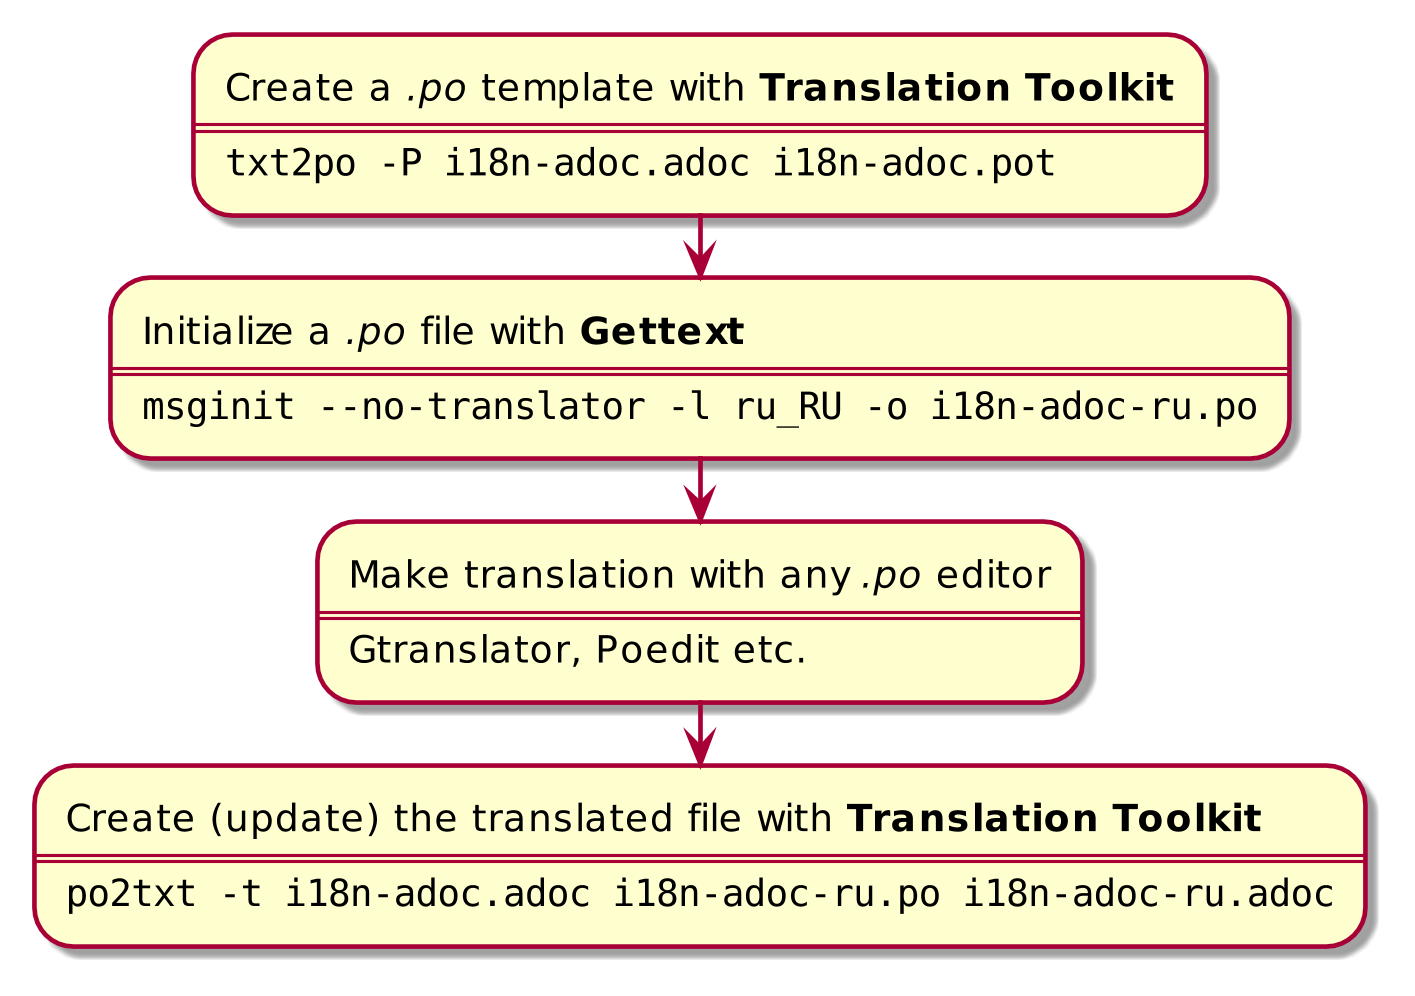 Create a .po template with Translation Toolkit
txt2po -P i18n-adoc.adoc i18n-adoc.pot
Initialize a .po file with Gettext
msginit --no-translator -l ru_RU -o i18n-adoc-ru.po
Make translation with any .po editor
Gtranslator, Poedit etc.
Create (update) the translated file with Translation Toolkit
po2txt -t i18n-adoc.adoc i18n-adoc-ru.po i18n-adoc-ru.adoc